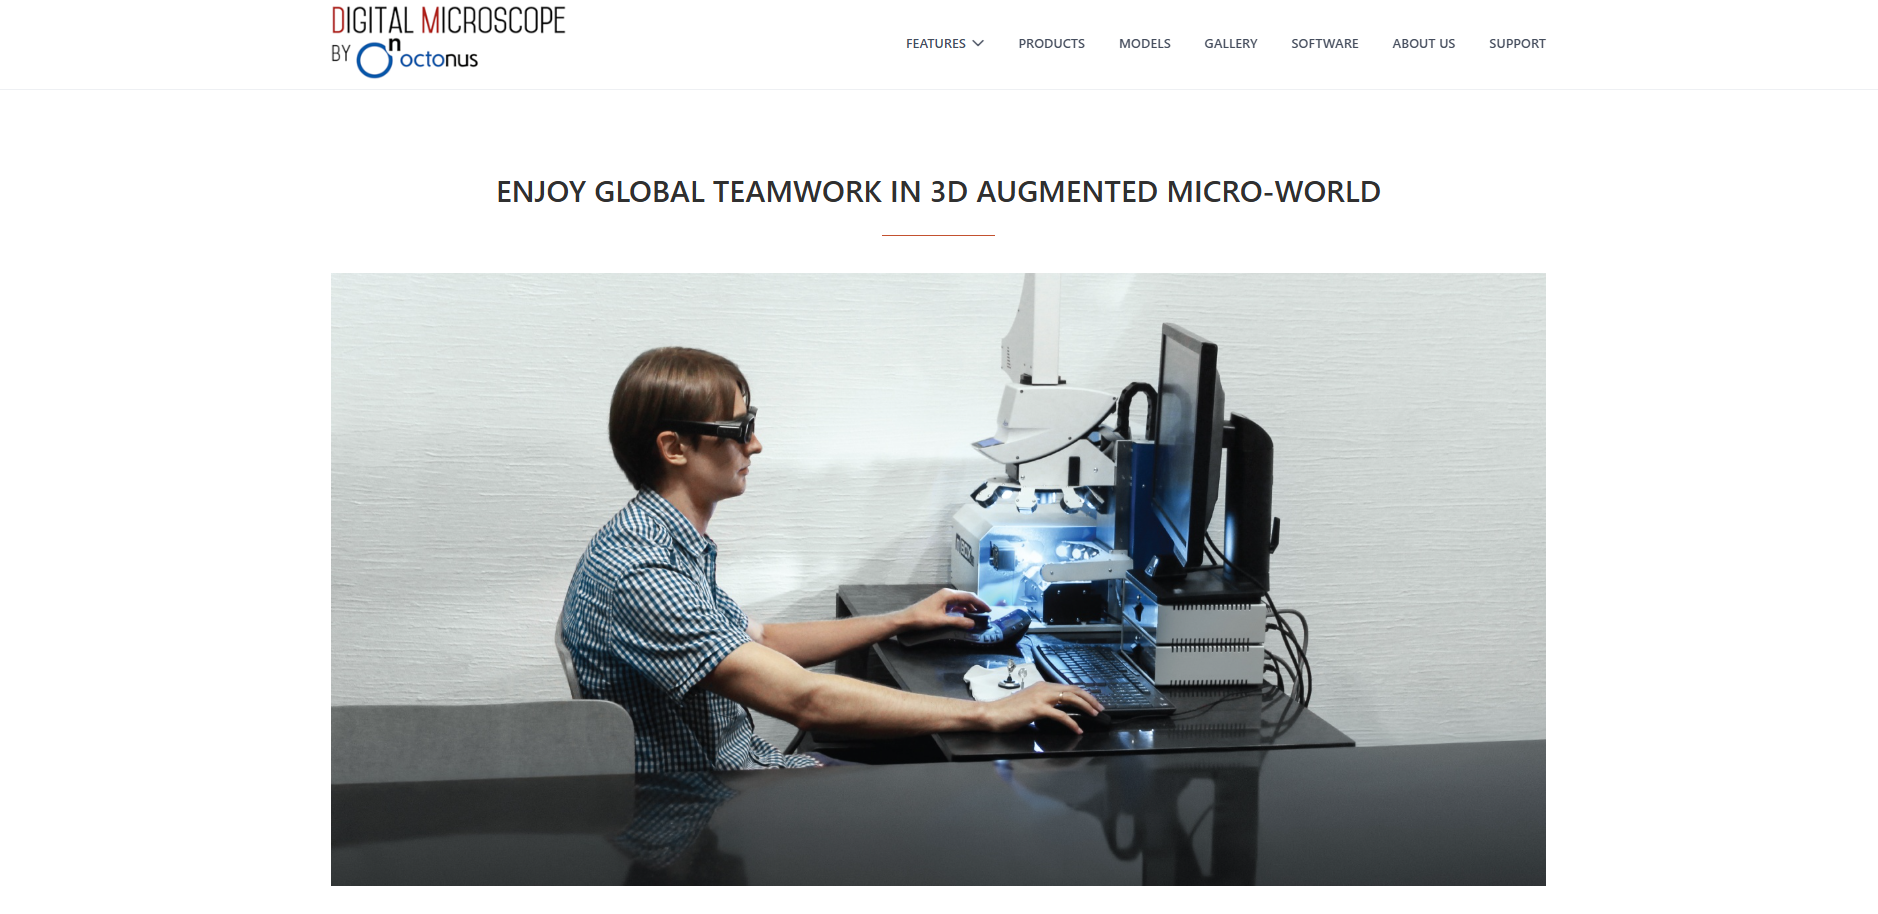 DIGITAL MICROSCOPE
BY On octonus
FEATURES
PRODUCTS
MODELS
GALLERY
SOFTWARE
ABOUT US
SUPPORT
ENJOY GLOBAL TEAMWORK IN 3D AUGMENTED MICRO-WORLD